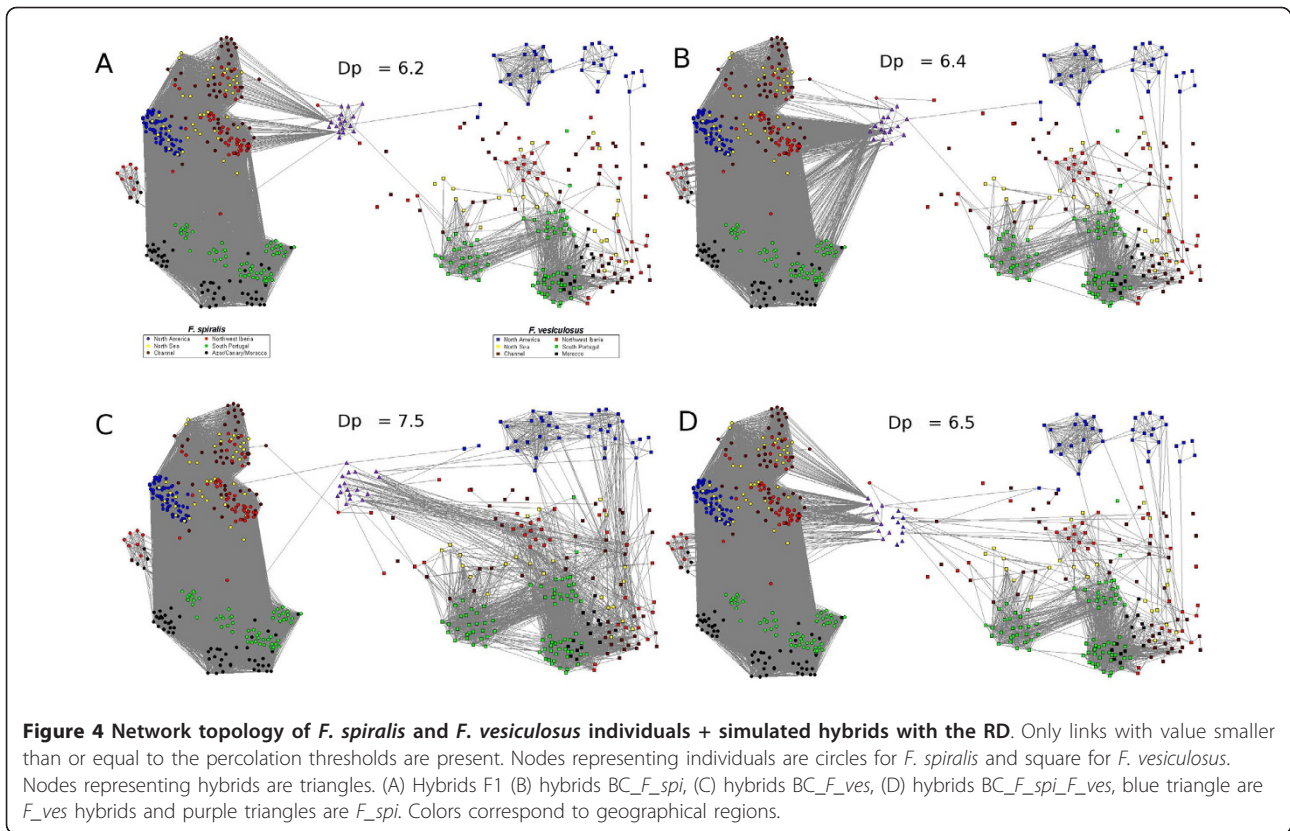 A
Dp = 6.2
B
Dp = 6.4
F. spiralis
North America
Northwest Iberia
North Sea
South Portugal
Channel
Azor/Canary/Morocco
F. vesiculosus
North America
Northwest Iberia
North Sea
South Portugal
Channel
Morocco
C
Dp = 7.5
D
Dp = 6.5
Figure 4 Network topology of F. spiralis and F. vesiculosus individuals + simulated hybrids with the RD. Only links with value smaller
than or equal to the percolation thresholds are present. Nodes representing individuals are circles for F. spiralis and square for F. vesiculosus.
Nodes representing hybrids are triangles. (A) Hybrids F1 (B) hybrids BC_F_spi, (C) hybrids BC_F_ves, (D) hybrids BC_F_spi_F_ves, blue triangle are
F_ves hybrids and purple triangles are F_spi. Colors correspond to geographical regions.